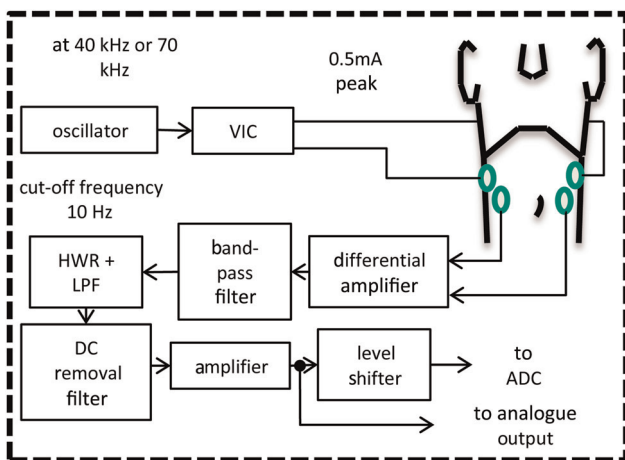 at 40 kHz or 70
kHz
0.5mA
peak
oscillator
VIC
cut-off frequency
10 Hz
HWR +
LPF
band-
pass
filter
differential
amplifier
DC
removal
filter
amplifier
level
shifter
to
ADC
to analogue
output